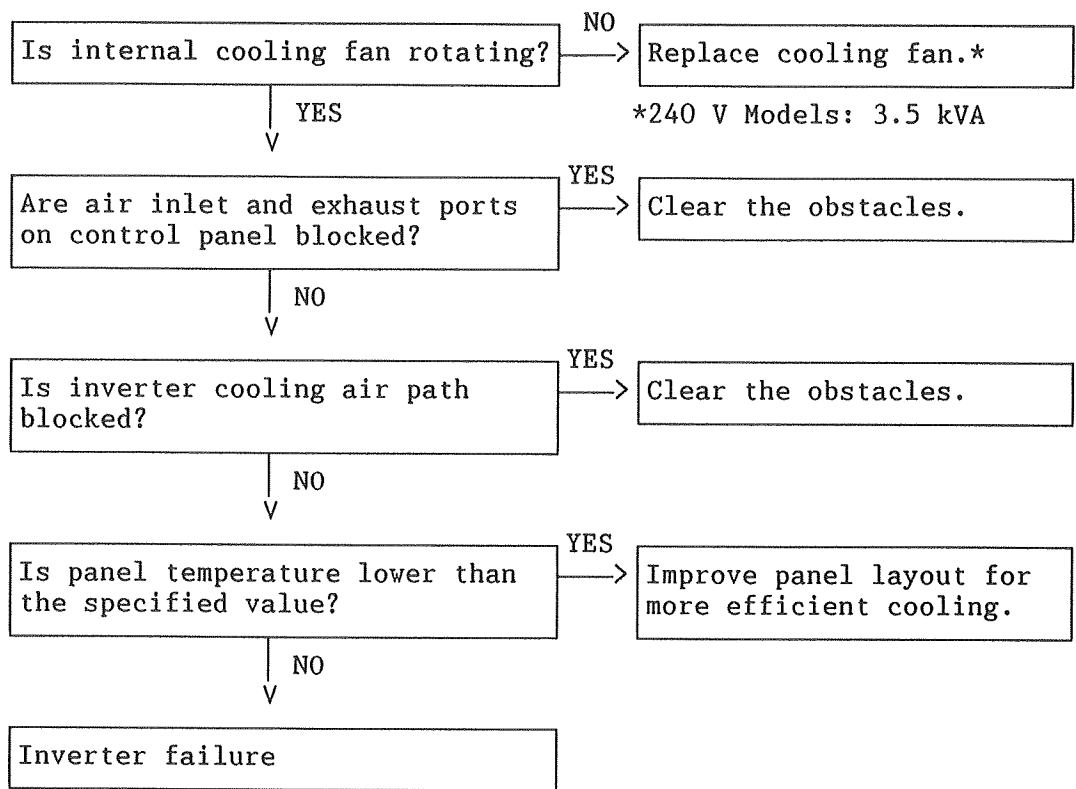 Is internal cooling fan rotating?
NO
Replace cooling fan.*
YES
*240 V Models: 3.5 kVA
Are air inlet and exhaust ports
on control panel blocked?
YES
Clear the obstacles.
NO
Is inverter cooling air path
blocked?
YES
Clear the obstacles.
NO
Is panel temperature lower than
the specified value?
YES
Improve panel layout for
more efficient cooling.
NO
Inverter failure